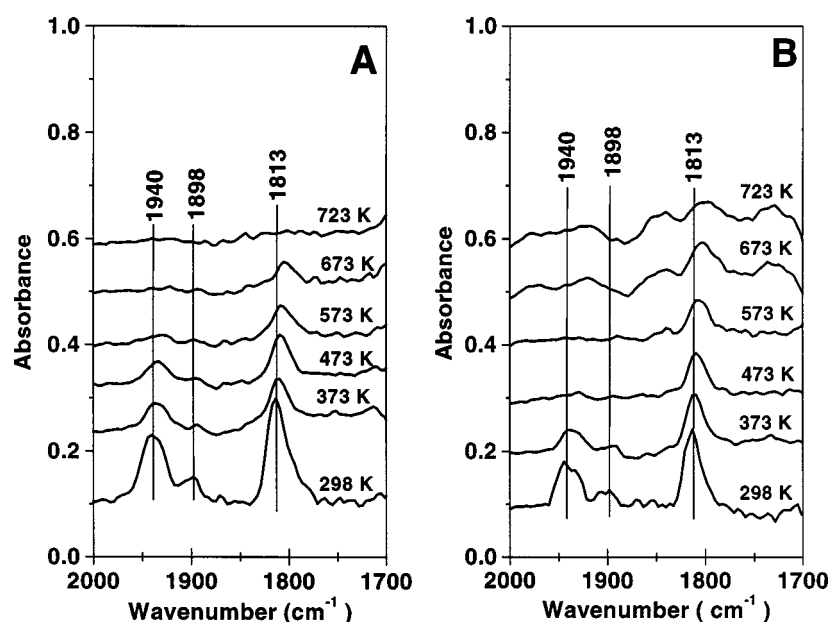 A
1.0
0.8
0.6
0.4
0.2
0.0
Absorbance
1940
1898
1813
723 K
673 K
573 K
473 K
373 K
298 K
2000
1900
1800
1700
Wavenumber (cm⁻¹)
B
1.0
0.8
0.6
0.4
0.2
0.0
Absorbance
1940
1898
1813
723 K
673 K
573 K
473 K
373 K
298 K
2000
1900
1800
1700
Wavenumber ( cm⁻¹ )